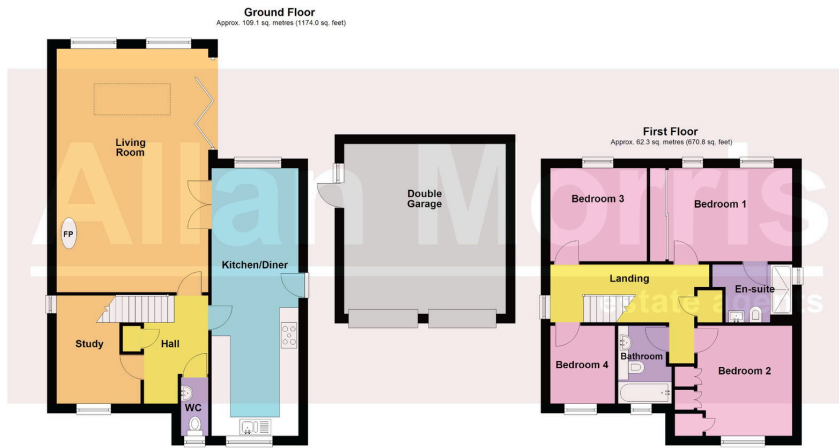 Ground Floor
Approx. 109.1 sq. metres (1174.0 sq. feet)
Living
Room
FP
Kitchen/Diner
Study
Hall
WC
Double
Garage
First Floor
Approx. 62.3 sq. metres (670.6 sq. feet)
Bedroom 3
Bedroom 1
Landing
En-suite
Bedroom 4
Bathroom
Bedroom 2
Allan Morris
estate agents